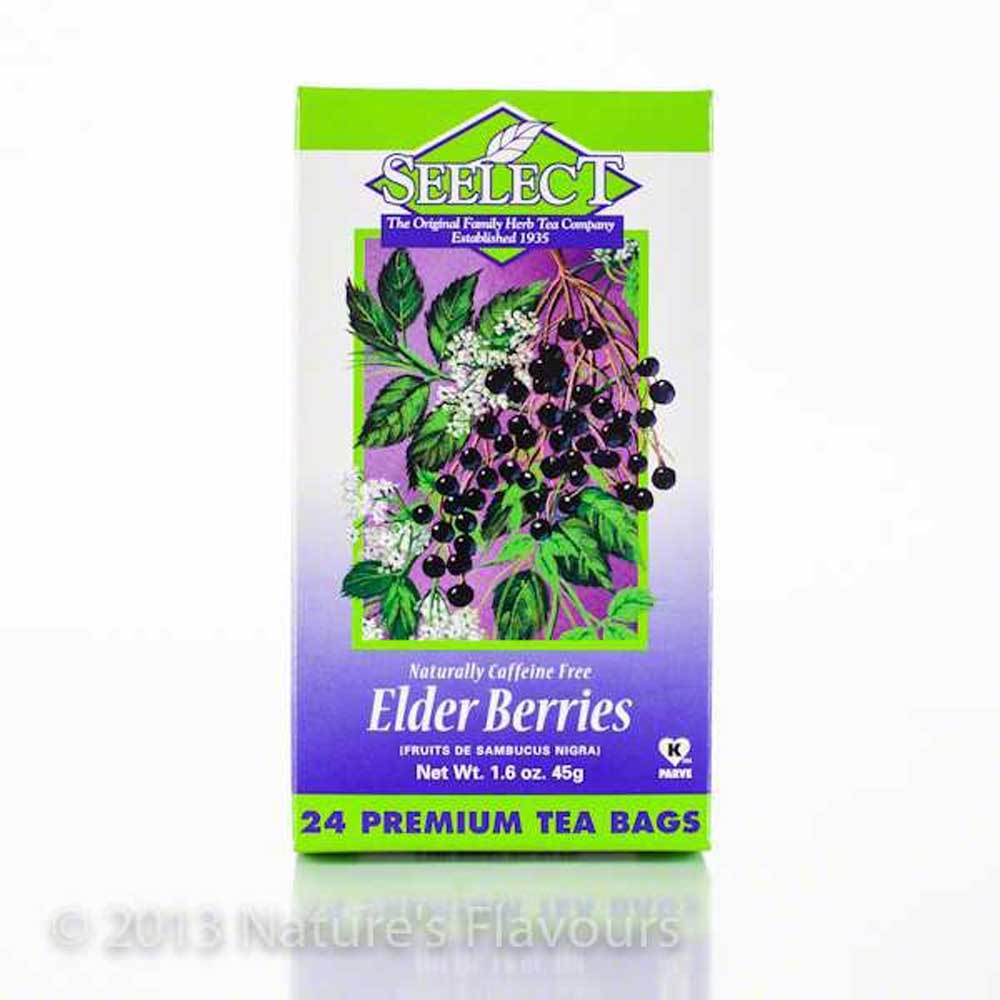 SEELECT
The Original Family Herb Tea Company
Established 1935
Naturally Caffeine Free
Elder Berries
(FRUITS DE SAMBUCUS NIGRA)
Net Wt. 1.6 oz. 45g
K
PARVE
24 PREMIUM TEA BAGS
© 2013 Nature's Flavours